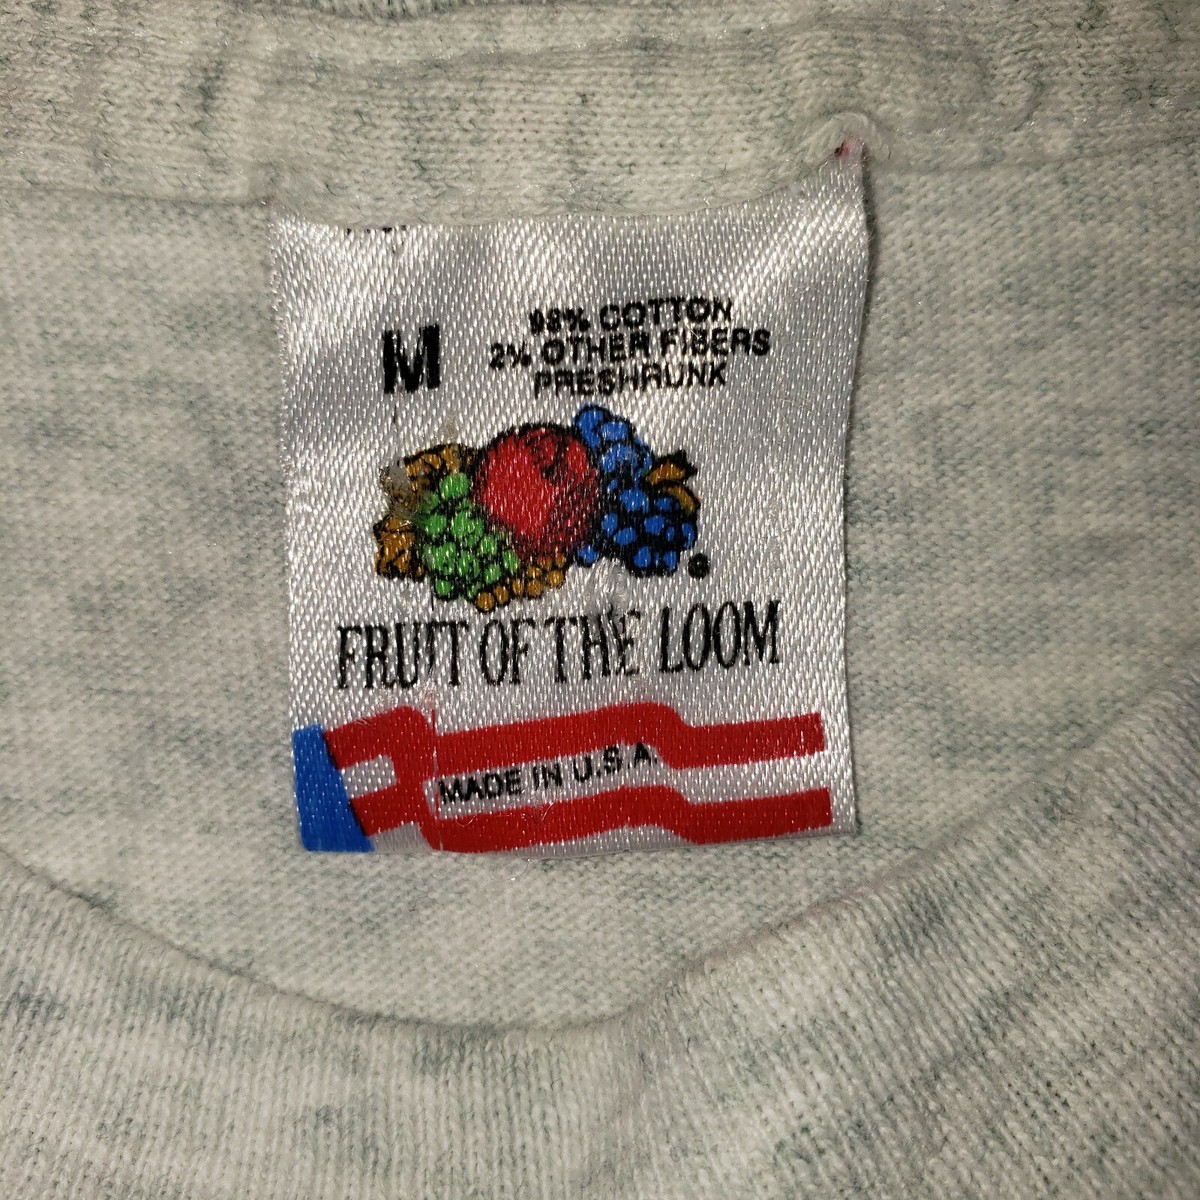 M
98% COTTON
2% OTHER FIBERS
PRESHRUNK
®
FRUIT OF THE LOOM
MADE IN U.S.A.